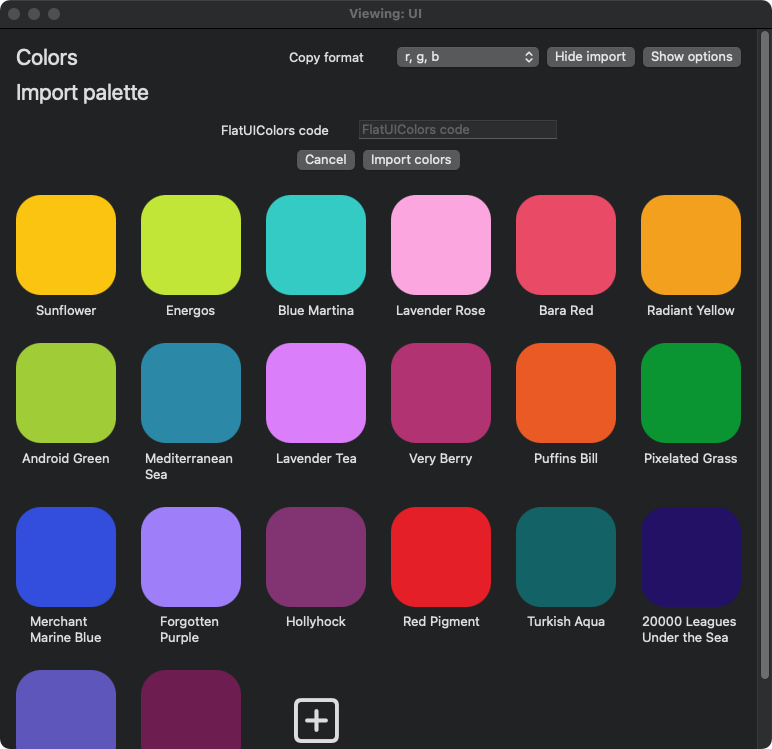 Viewing: UI
Colors
Copy format
r, g, b
Hide import
Show options
Import palette
FlatUIColors code
FlatUIColors code
Cancel
Import colors
Sunflower
Energos
Blue Martina
Lavender Rose
Bara Red
Radiant Yellow
Android Green
Mediterranean
Sea
Lavender Tea
Very Berry
Puffins Bill
Pixelated Grass
Merchant
Marine Blue
Forgotten
Purple
Hollyhock
Red Pigment
Turkish Aqua
20000 Leagues
Under the Sea